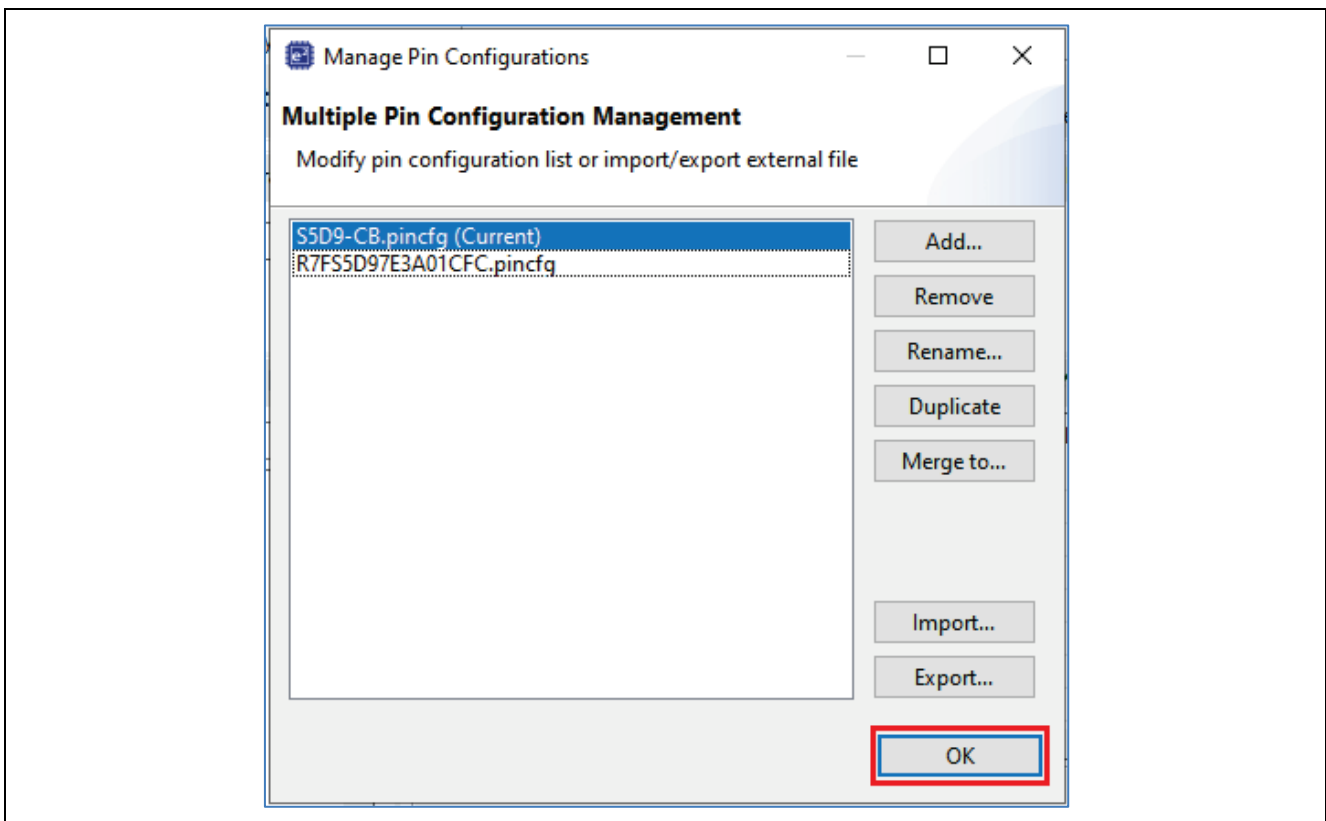 Manage Pin Configurations
Multiple Pin Configuration Management
Modify pin configuration list or import/export external file
S5D9-CB.pincfg (Current)
R7FS5D97E3A01CFC.pincfg
Add...
Remove
Rename...
Duplicate
Merge to...
Import...
Export...
OK